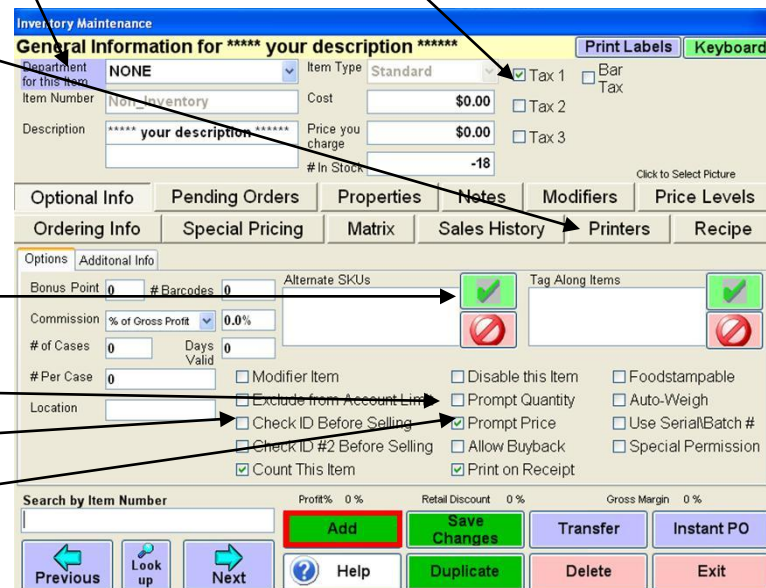 Inventory Maintenance
General Information for ***** your description ******
Print Labels
Keyboard
Department for this Item
NONE
Item Type
Standard
Tax 1
Bar Tax
Item Number
Non_Inventory
Cost
$0.00
Tax 2
Description
***** your description ******
Price you charge
$0.00
Tax 3
# In Stock
-18
Click to Select Picture
Optional Info
Pending Orders
Properties
Notes
Modifiers
Price Levels
Ordering Info
Special Pricing
Matrix
Sales History
Printers
Recipe
Options
Additonal Info
Bonus Point
0
# Barcodes
0
Alternate SKUs
Tag Along Items
Commission
% of Gross Profit
0.0%
# of Cases
0
Days Valid
0
# Per Case
0
Modifier Item
Disable this Item
Foodstampable
Location
Exclude from Account Limit
Prompt Quantity
Auto-Weigh
Check ID Before Selling
Prompt Price
Use Serial\Batch #
Check ID #2 Before Selling
Allow Buyback
Special Permission
Count This Item
Print on Receipt
Search by Item Number
Profit% 0 %
Retail Discount 0 %
Gross Margin 0 %
Add
Save Changes
Transfer
Instant PO
Previous
Look up
Next
Help
Duplicate
Delete
Exit